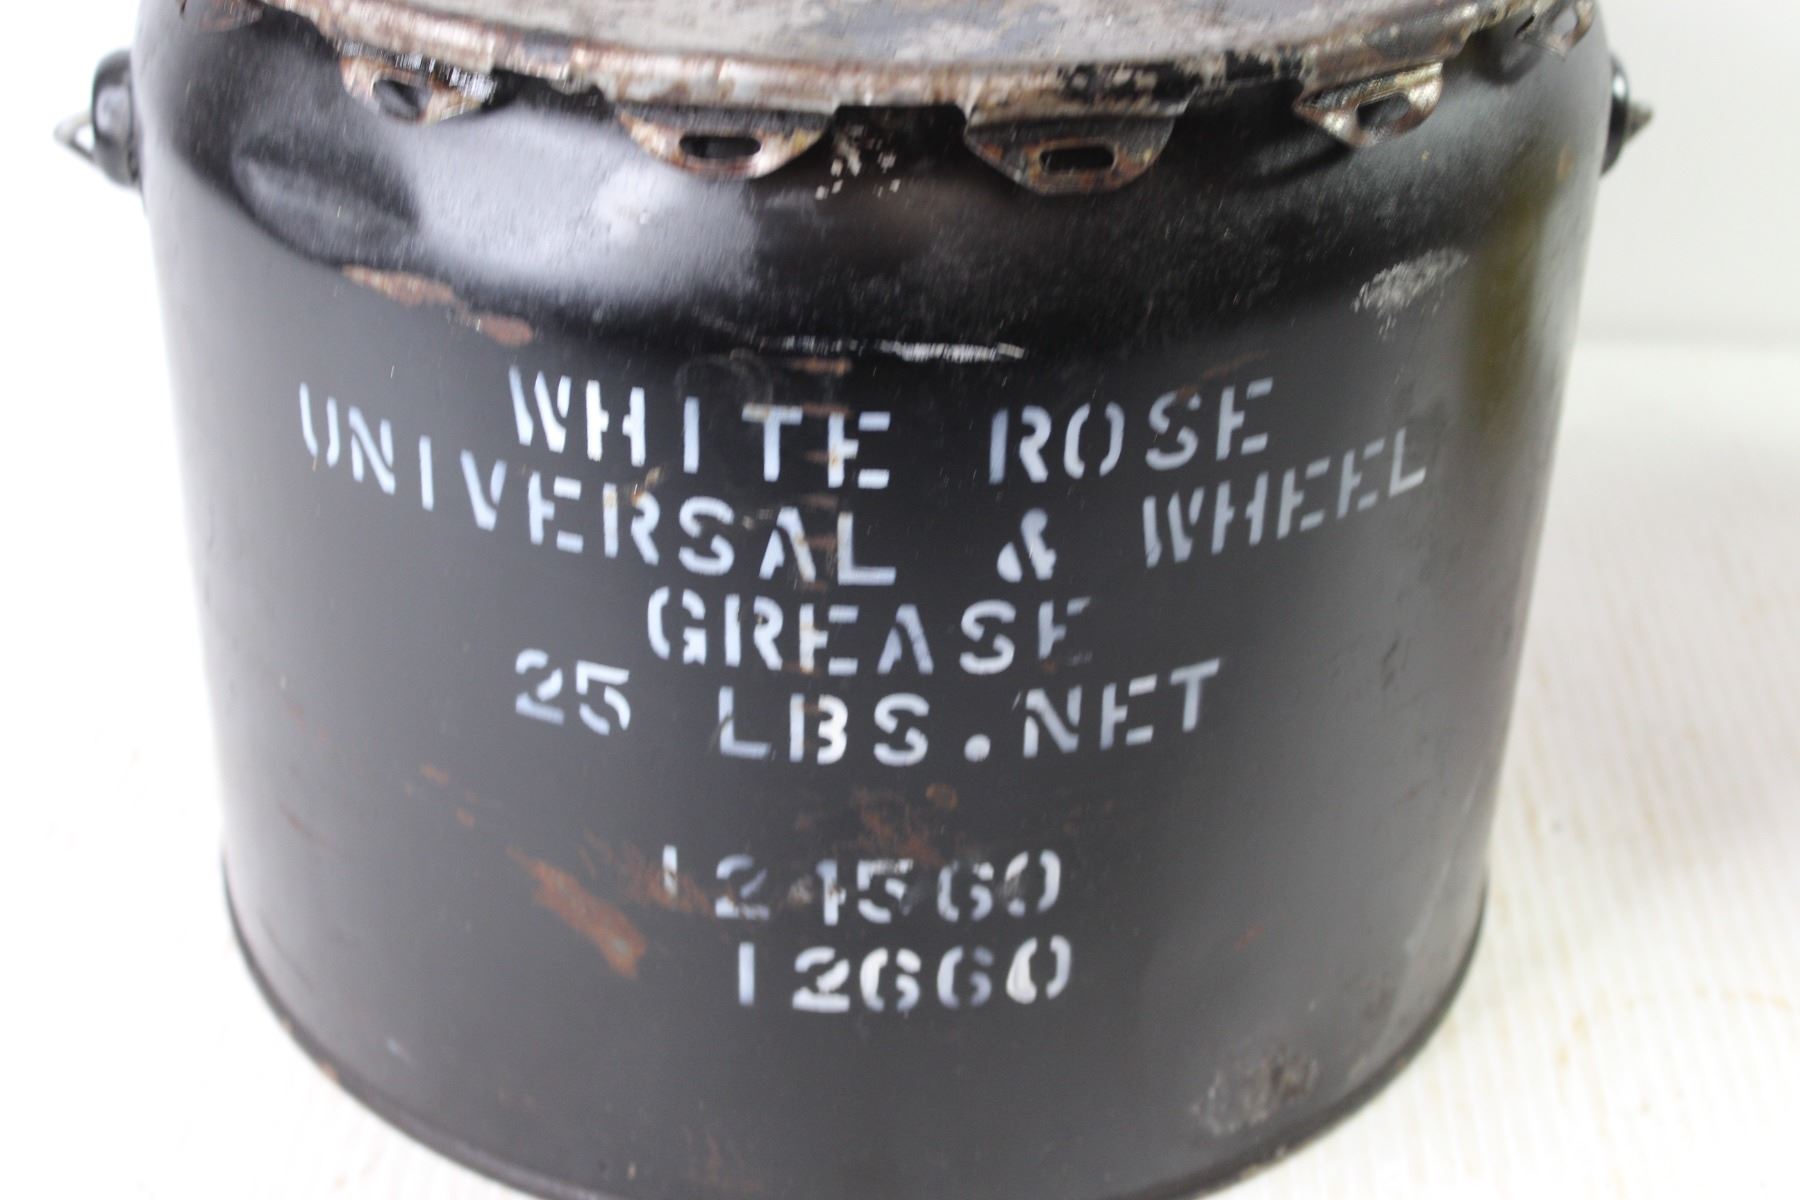 WHITE ROSE
UNIVERSAL & WHEEL
GREASE
25 LBS. NET
124560
12660